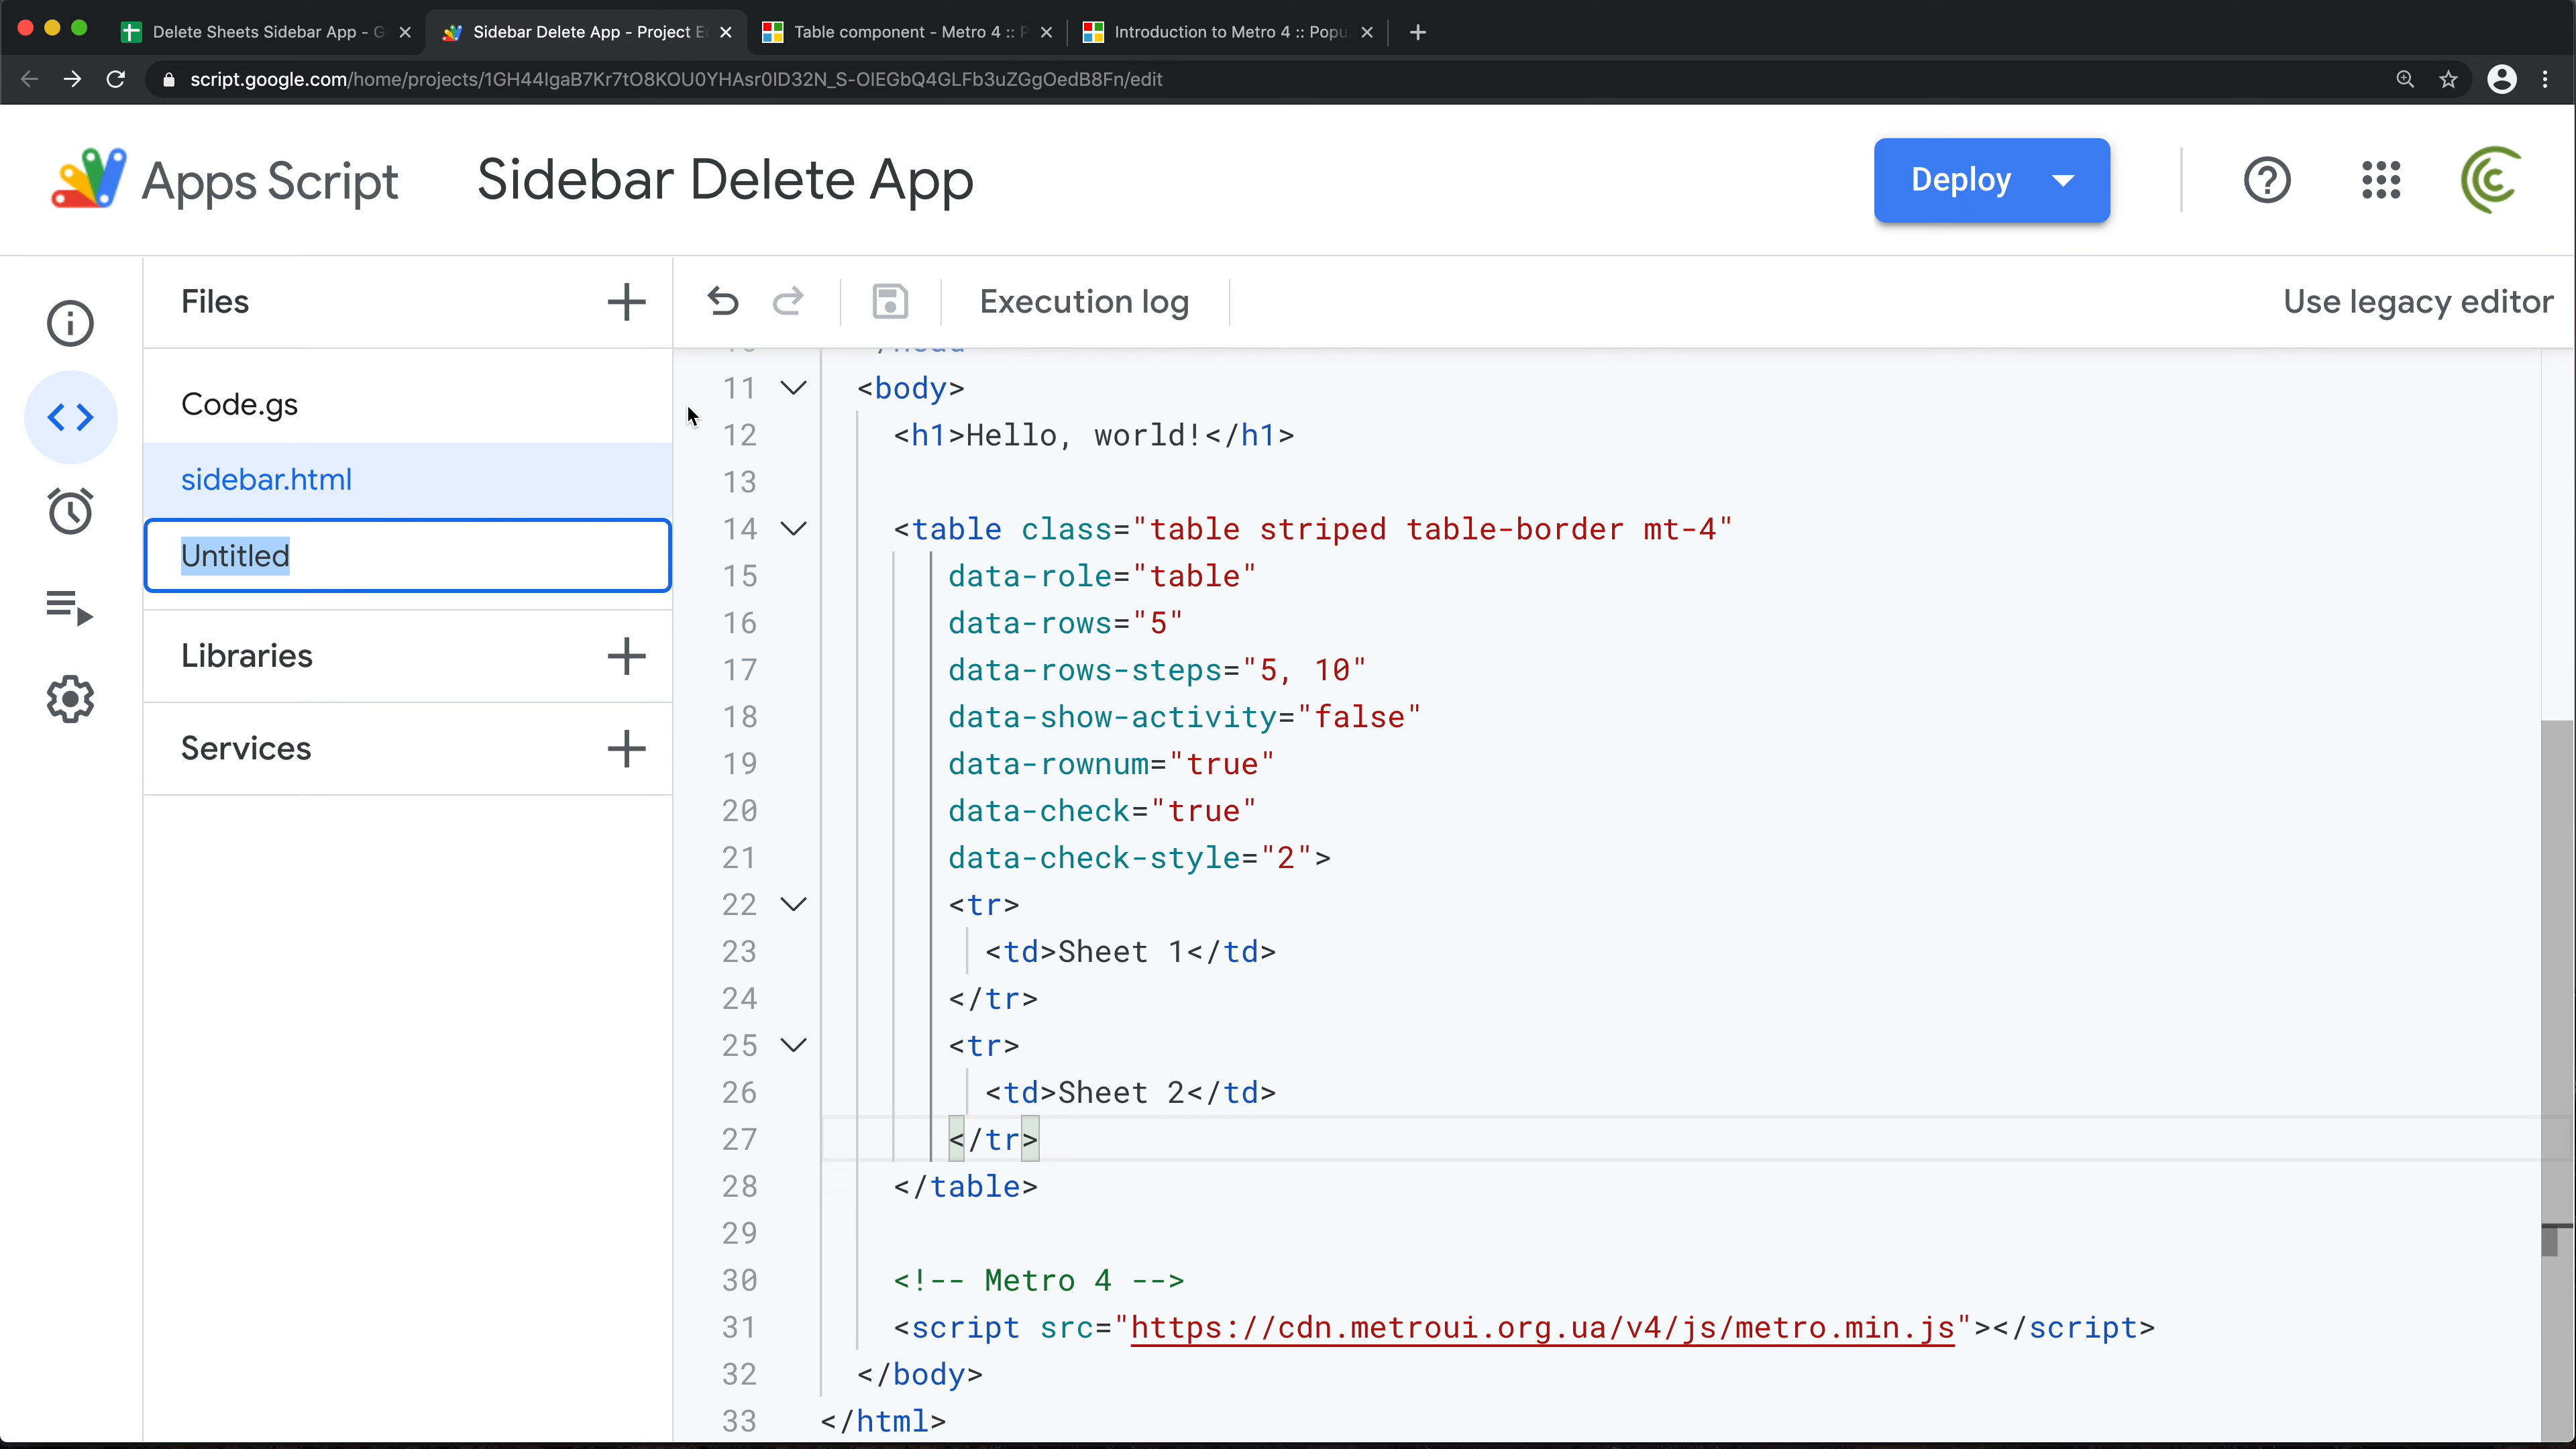 Delete Sheets Sidebar App - G
Sidebar Delete App - Project E
Table component - Metro 4 :: P
Introduction to Metro 4 :: Popu
script.google.com/home/projects/1GH44IgaB7Kr7tO8KOU0YHAsr0ID32N_S-OIEGbQ4GLFb3uZGgOedB8Fn/edit
Apps Script
Sidebar Delete App
Deploy
Files
Execution log
Use legacy editor
Code.gs
sidebar.html
Untitled
Libraries
Services
11 <body>
12 <h1>Hello, world!</h1>
13
14 <table class="table striped table-border mt-4"
15 data-role="table"
16 data-rows="5"
17 data-rows-steps="5, 10"
18 data-show-activity="false"
19 data-rownum="true"
20 data-check="true"
21 data-check-style="2">
22 <tr>
23 <td>Sheet 1</td>
24 </tr>
25 <tr>
26 <td>Sheet 2</td>
27 </tr>
28 </table>
29
30 <!-- Metro 4 -->
31 <script src="https://cdn.metroui.org.ua/v4/js/metro.min.js"></script>
32 </body>
33 </html>